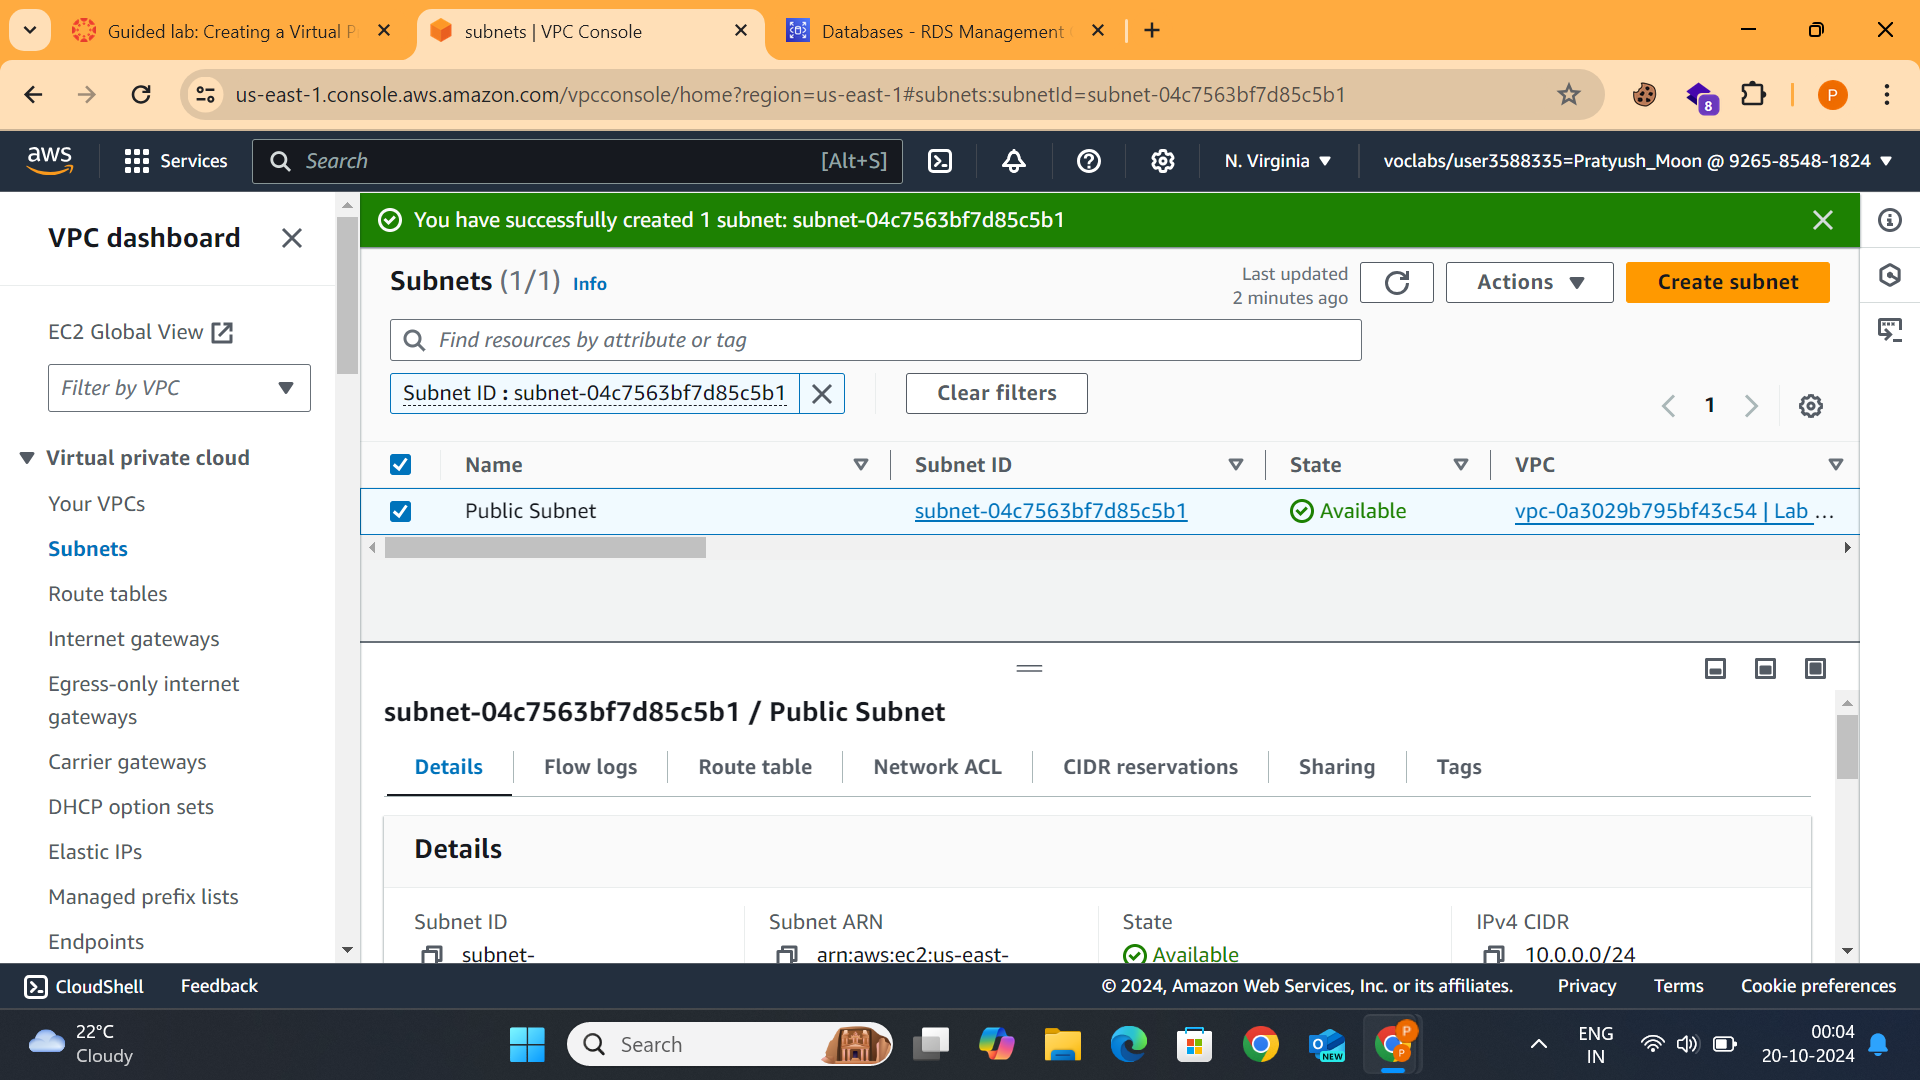 Guided lab: Creating a Virtual P
subnets | VPC Console
Databases - RDS Management
us-east-1.console.aws.amazon.com/vpcconsole/home?region=us-east-1#subnets:subnetId=subnet-04c7563bf7d85c5b1
8
P
aws
Services
Search
[Alt+S]
N. Virginia
voclabs/user3588335=Pratyush_Moon @ 9265-8548-1824
VPC dashboard
EC2 Global View
Filter by VPC
Virtual private cloud
Your VPCs
Subnets
Route tables
Internet gateways
Egress-only internet
gateways
Carrier gateways
DHCP option sets
Elastic IPs
Managed prefix lists
Endpoints
You have successfully created 1 subnet: subnet-04c7563bf7d85c5b1
Subnets (1/1) Info
Last updated
2 minutes ago
Actions
Create subnet
Find resources by attribute or tag
Subnet ID : subnet-04c7563bf7d85c5b1
Clear filters
1
Name Subnet ID State VPC
Public Subnet subnet-04c7563bf7d85c5b1 Available vpc-0a3029b795bf43c54 | Lab ...
subnet-04c7563bf7d85c5b1 / Public Subnet
Details Flow logs Route table Network ACL CIDR reservations Sharing Tags
Details
Subnet ID Subnet ARN State IPv4 CIDR
subnet- arn:aws:ec2:us-east- Available 10.0.0.0/24
CloudShell Feedback
© 2024, Amazon Web Services, Inc. or its affiliates. Privacy Terms Cookie preferences
22°C
Cloudy
Search
NEW
P
P
ENG
IN
00:04
20-10-2024